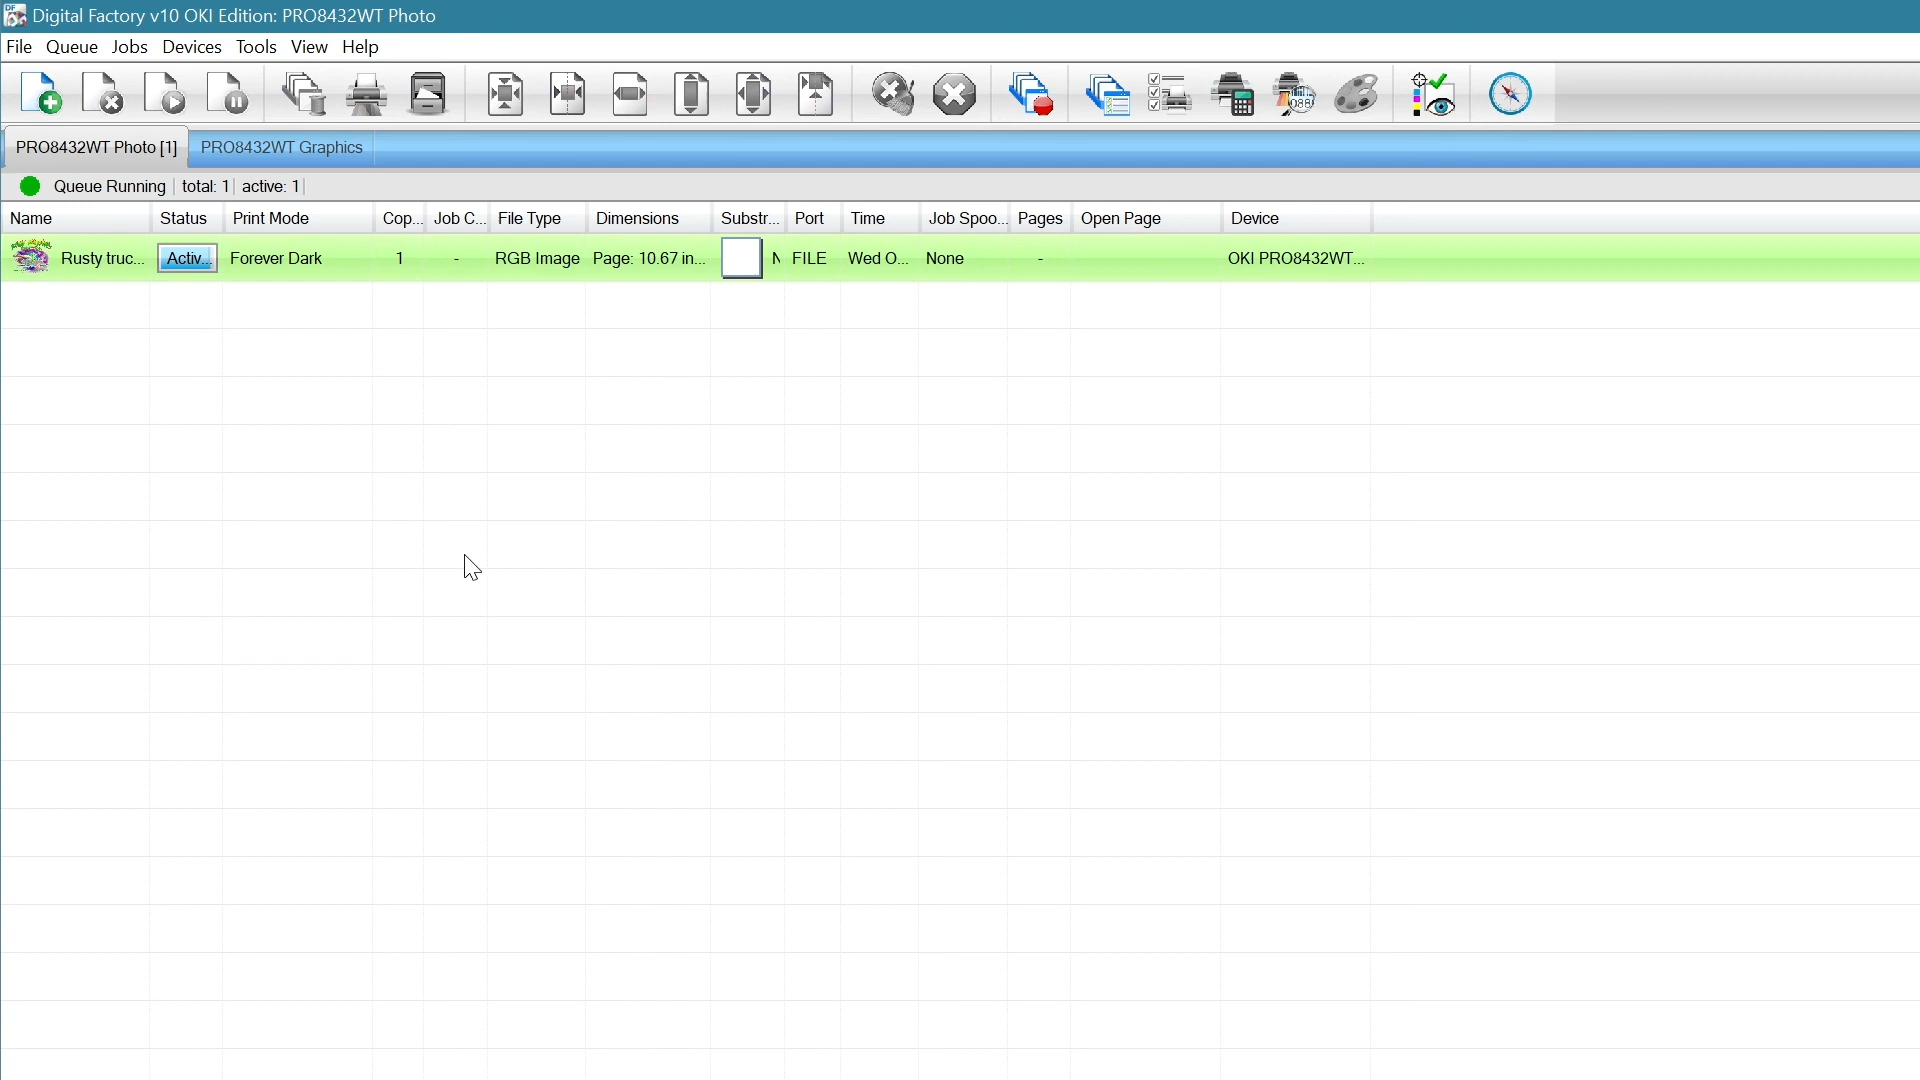 Digital Factory v10 OKI Edition: PRO8432WT Photo
File Queue Jobs Devices Tools View Help
PRO8432WT Photo [1] PRO8432WT Graphics
Queue Running total: 1 active: 1
Name Status Print Mode Cop... Job C... File Type Dimensions Substr... Port Time Job Spoo... Pages Open Page Device
Rusty truc... Activ... Forever Dark 1 - RGB Image Page: 10.67 in... FILE Wed O... None - OKI PRO8432WT...